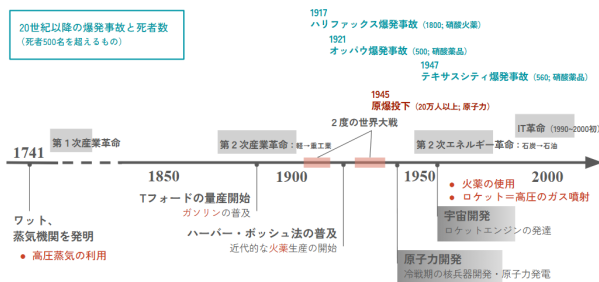 20世紀以降の爆発事故と死者数
（死者500名を超えるもの）
1917
ハリファックス爆発事故（1800; 硝酸火薬）
1921
オッパウ爆発事故（500; 硝酸薬品）
1947
テキサスシティ爆発事故（560; 硝酸薬品）
1945
原爆投下（20万人以上; 原子力）
２度の世界大戦
IT革命（1990~2000初）
第１次産業革命
第２次産業革命：軽→重工業
第２次エネルギー革命：石炭→石油
1741
1850
1900
1950
2000
ワット、
蒸気機関を発明
● 高圧蒸気の利用
Tフォードの量産開始
ガソリンの普及
ハーバー・ボッシュ法の普及
近代的な火薬生産の開始
● 火薬の使用
● ロケット＝高圧のガス噴射
宇宙開発
ロケットエンジンの発達
原子力開発
冷戦期の核兵器開発・原子力発電